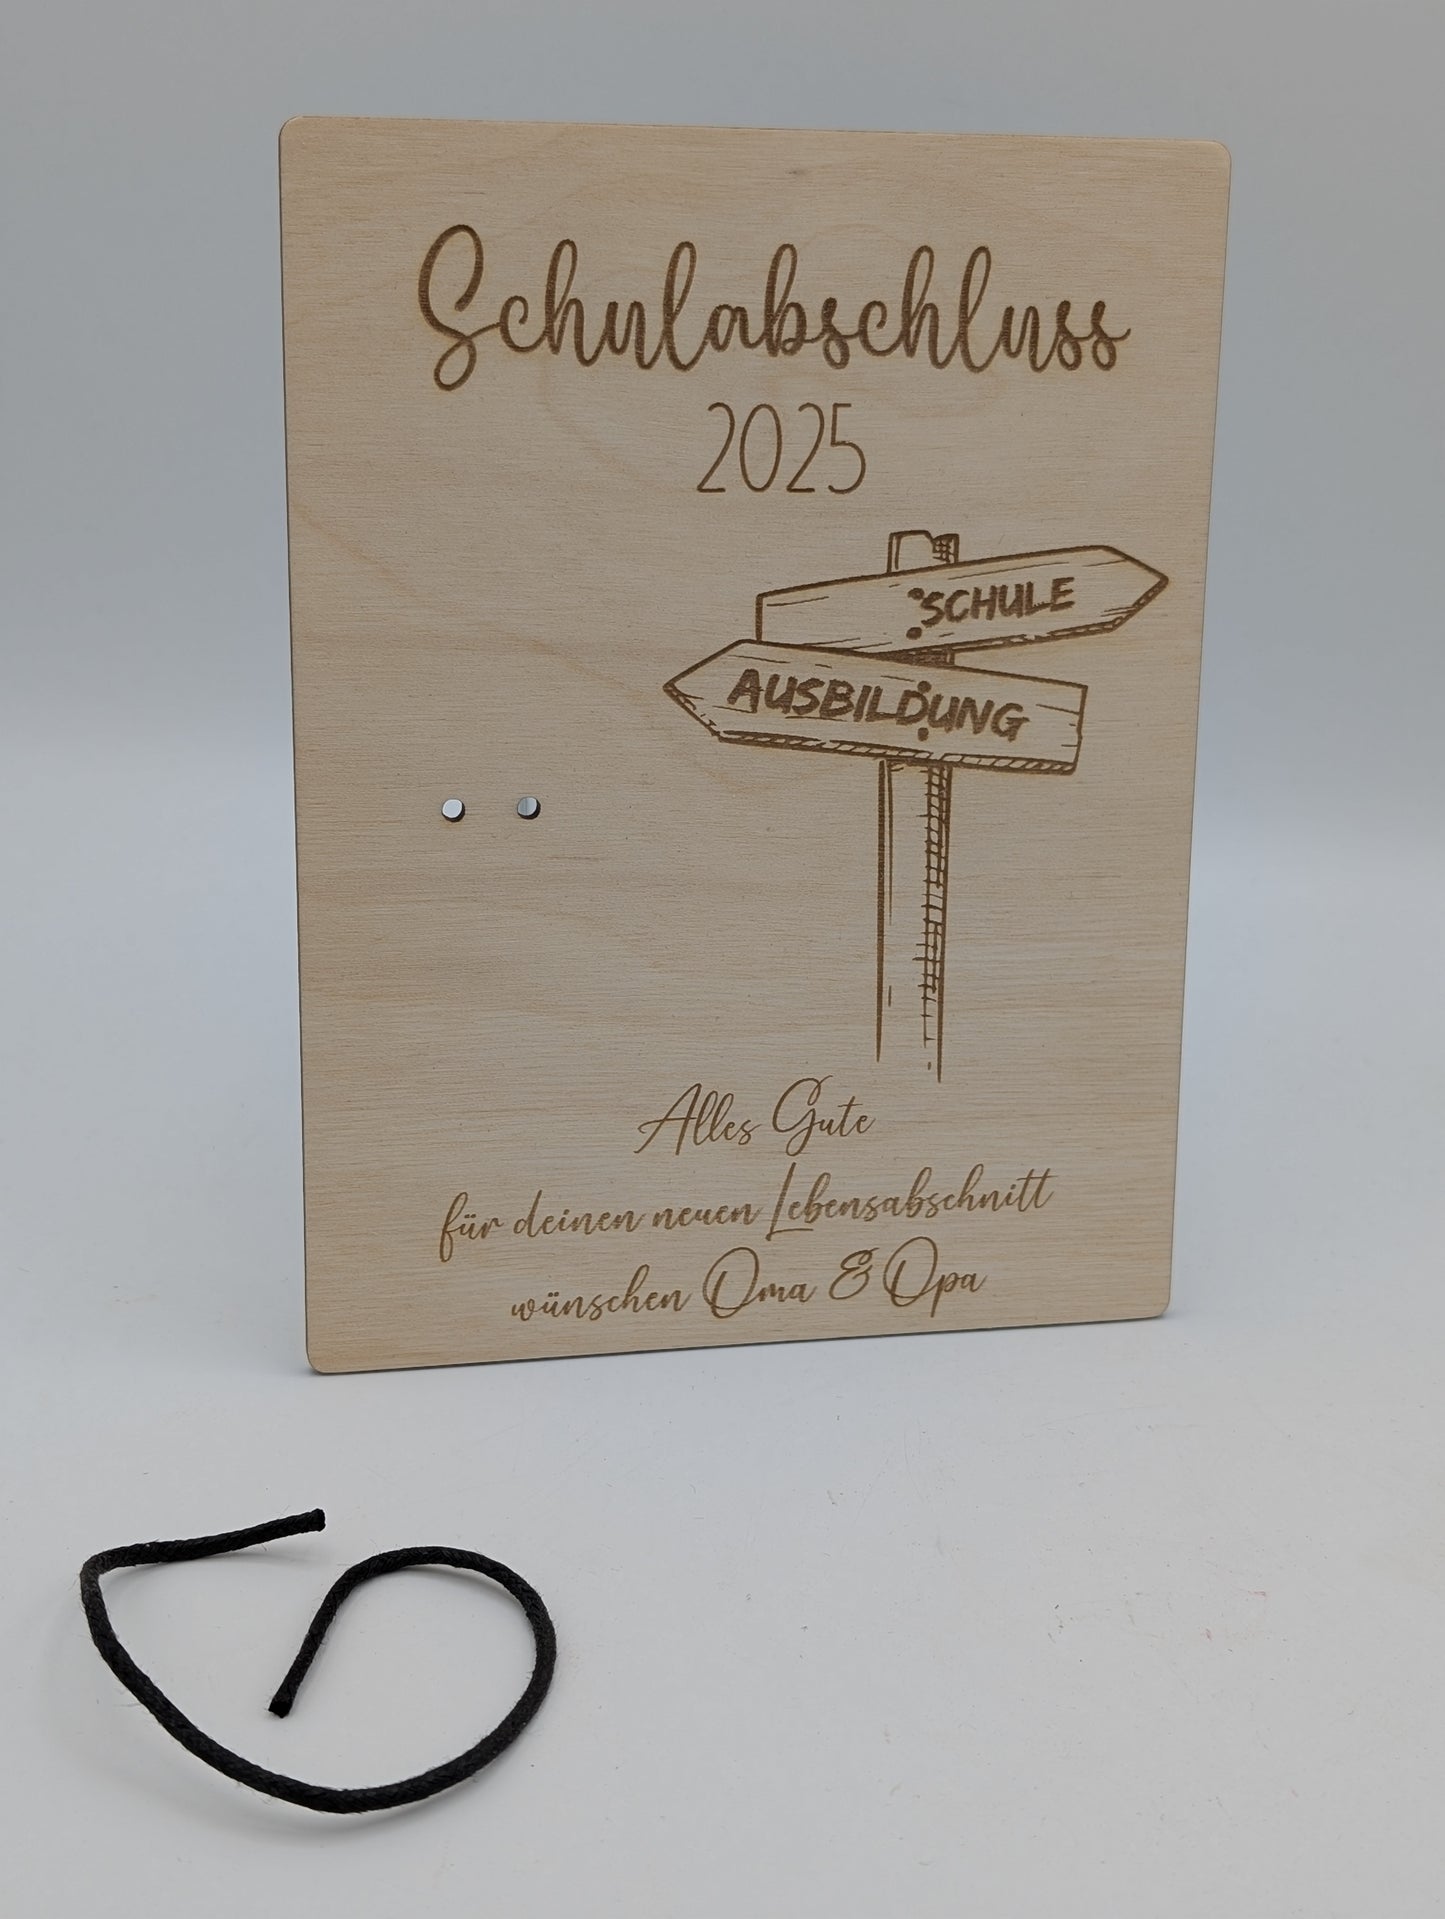 Schulabschluss
2025
SCHULE
AUSBILDUNG
Alles Gute
für deinen neuen Lebensabschnitt
wünschen Oma & Opa